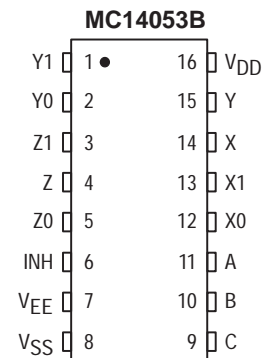 MC14053B
Y1 1 16 VDD
Y0 2 15 Y
Z1 3 14 X
Z 4 13 X1
Z0 5 12 X0
INH 6 11 A
VEE 7 10 B
VSS 8 9 C